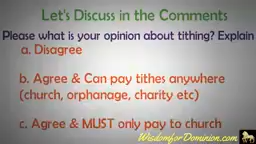 Let's Discuss in the Comments
Please what is your opinion about tithing? Explain
a. Disagree
b. Agree & Can pay tithes anywhere
(church, orphanage, charity etc)
c. Agree & MUST only pay to church
WisdomforDominion.com